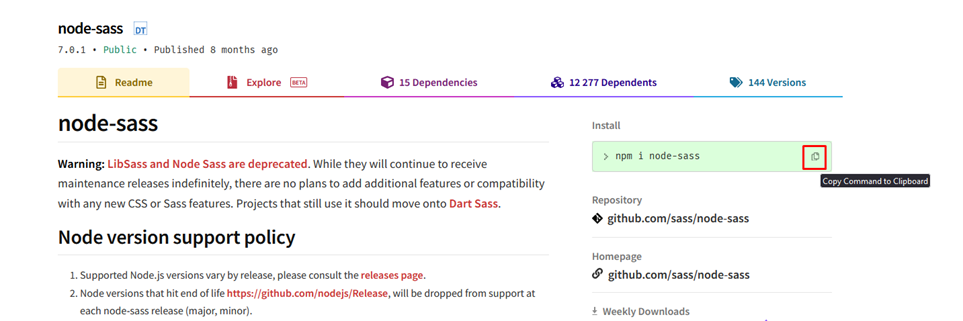 node-sass DT
7.0.1 • Public • Published 8 months ago
Readme
Explore BETA
15 Dependencies
12 277 Dependents
144 Versions
node-sass
Warning: LibSass and Node Sass are deprecated. While they will continue to receive
maintenance releases indefinitely, there are no plans to add additional features or compatibility
with any new CSS or Sass features. Projects that still use it should move onto Dart Sass.
Node version support policy
1. Supported Node.js versions vary by release, please consult the releases page.
2. Node versions that hit end of life https://github.com/nodejs/Release, will be dropped from support at
each node-sass release (major, minor).
Install
> npm i node-sass
Copy Command to Clipboard
Repository
github.com/sass/node-sass
Homepage
github.com/sass/node-sass
Weekly Downloads